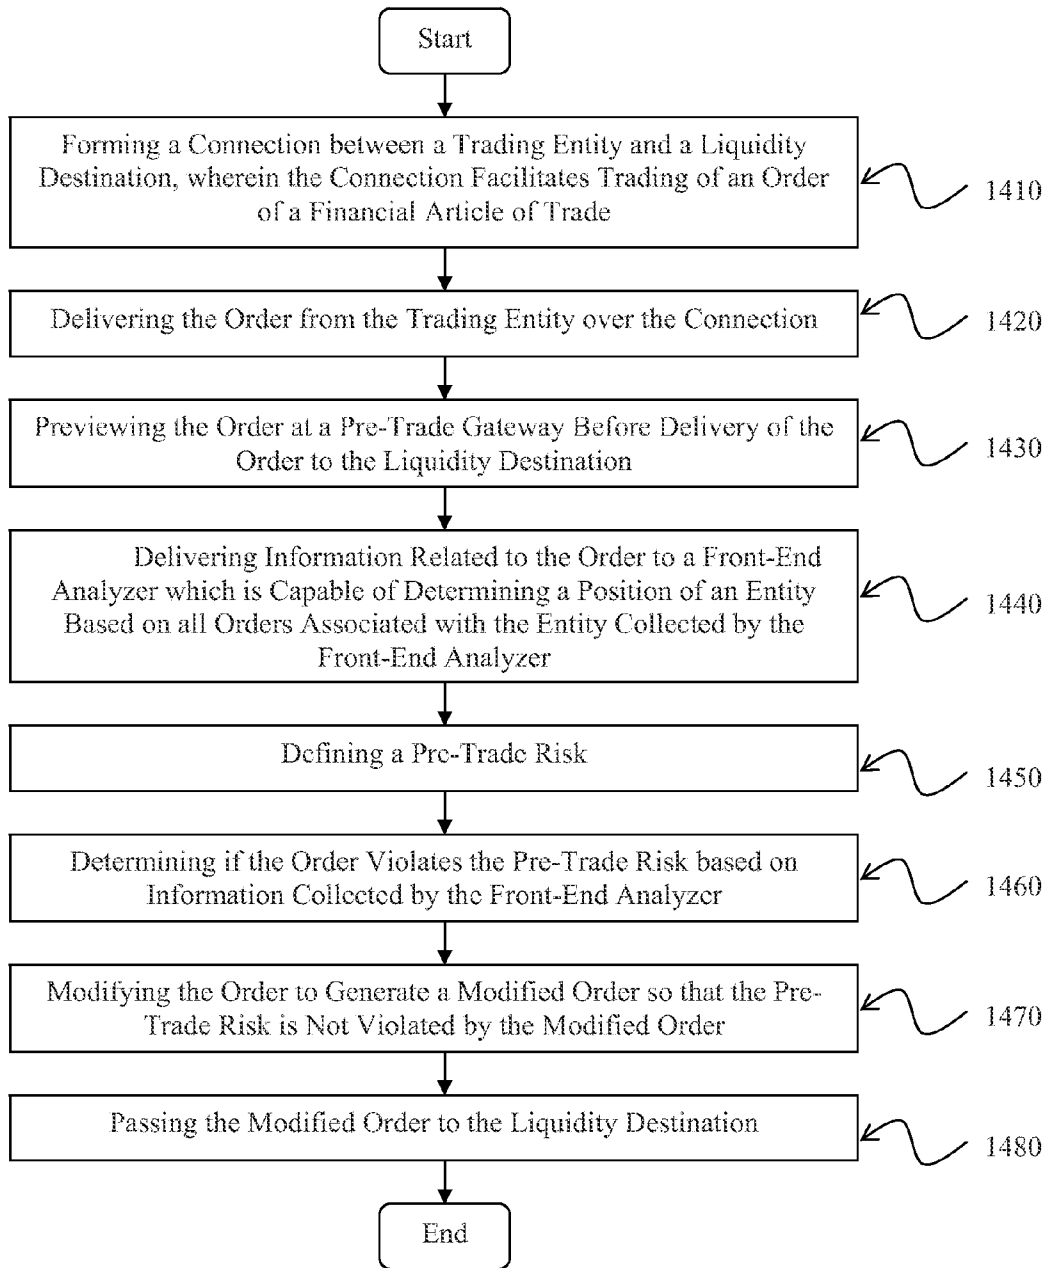 Start
Forming a Connection between a Trading Entity and a Liquidity
Destination, wherein the Connection Facilitates Trading of an Order
of a Financial Article of Trade
1410
Delivering the Order from the Trading Entity over the Connection
1420
Previewing the Order at a Pre-Trade Gateway Before Delivery of the
Order to the Liquidity Destination
1430
Delivering Information Related to the Order to a Front-End
Analyzer which is Capable of Determining a Position of an Entity
Based on all Orders Associated with the Entity Collected by the
Front-End Analyzer
1440
Defining a Pre-Trade Risk
1450
Determining if the Order Violates the Pre-Trade Risk based on
Information Collected by the Front-End Analyzer
1460
Modifying the Order to Generate a Modified Order so that the Pre-
Trade Risk is Not Violated by the Modified Order
1470
Passing the Modified Order to the Liquidity Destination
1480
End